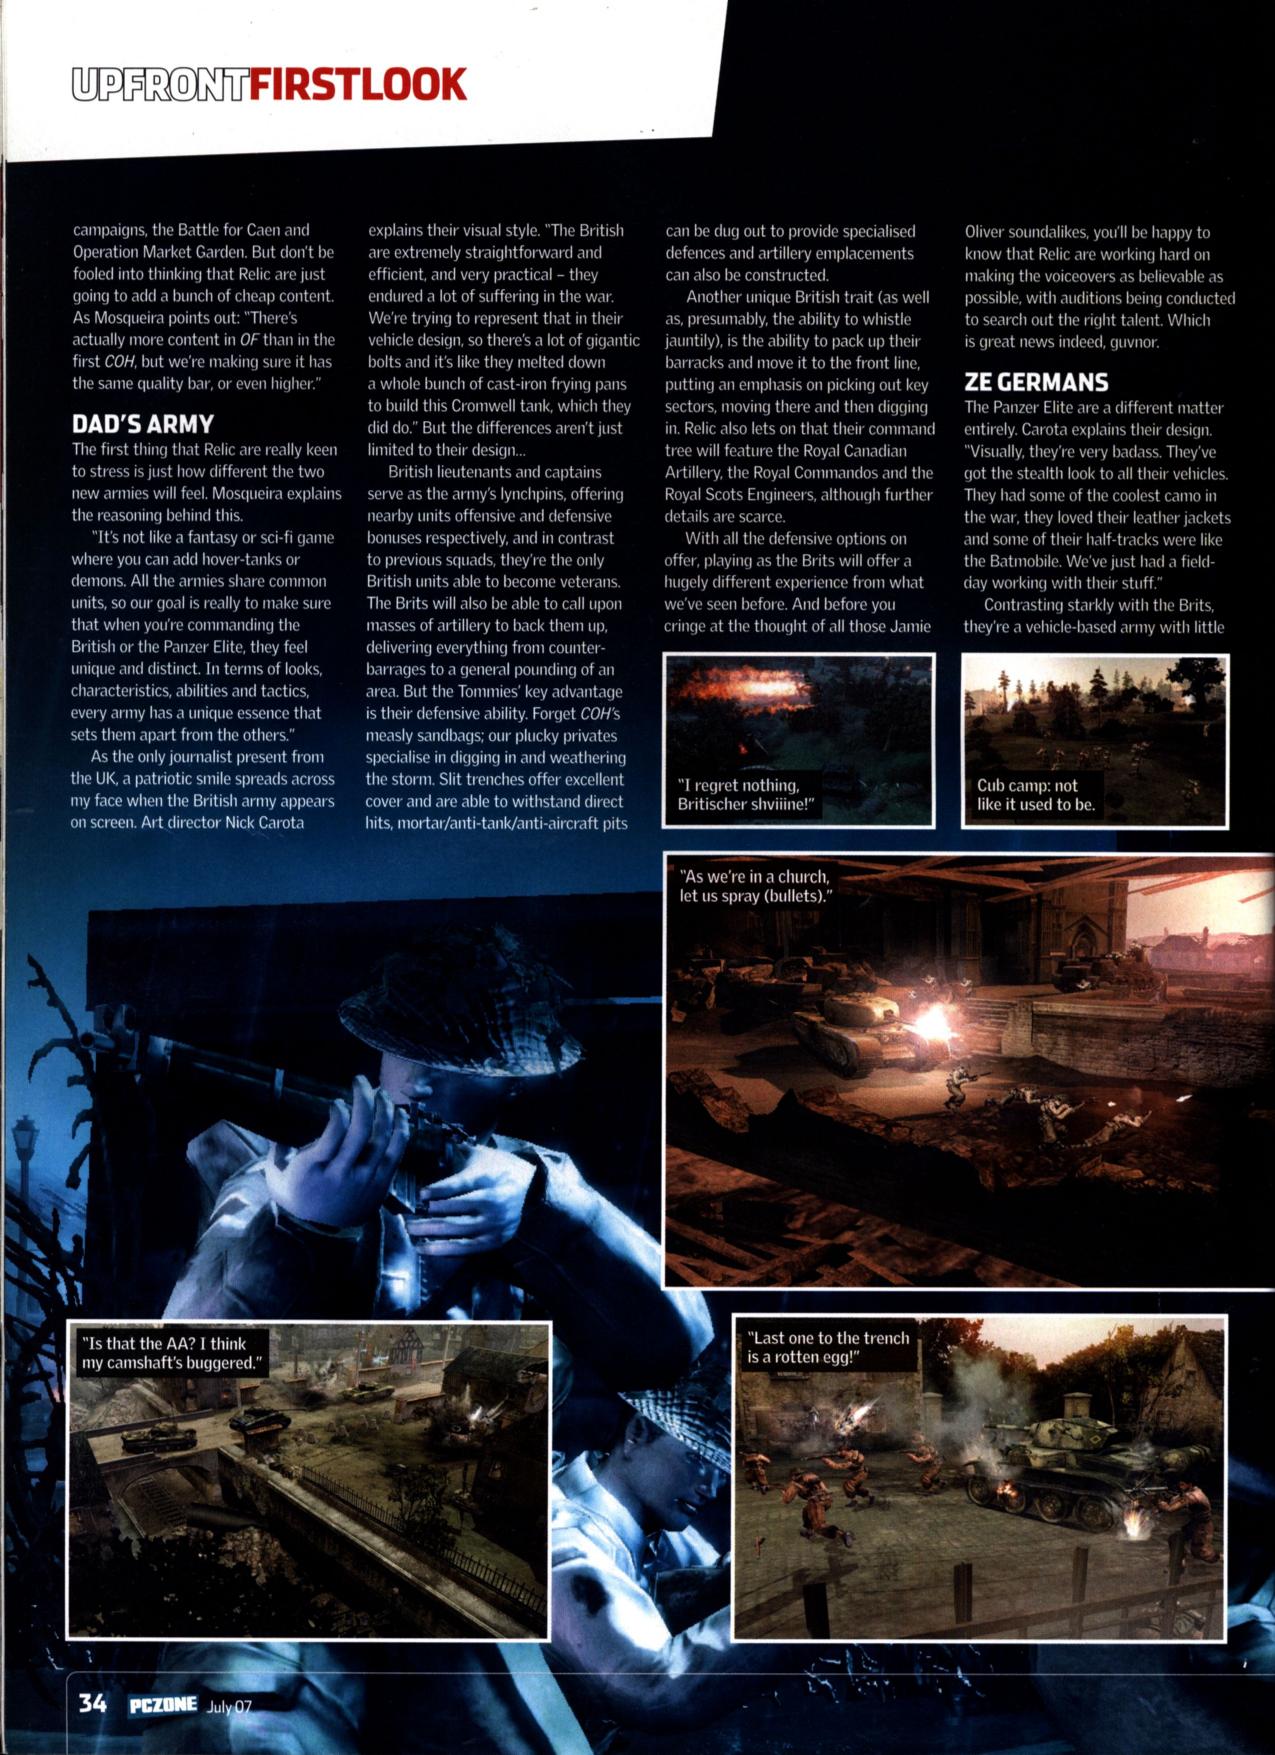 UPFRONTFIRSTLOOK
campaigns, the Battle for Caen and
Operation Market Garden. But don't be
fooled into thinking that Relic are just
going to add a bunch of cheap content.
As Mosqueira points out: "There's
actually more content in OF than in the
first COH, but we're making sure it has
the same quality bar, or even higher."
DAD'S ARMY
The first thing that Relic are really keen
to stress is just how different the two
new armies will feel. Mosqueira explains
the reasoning behind this.
"It's not like a fantasy or sci-fi game
where you can add hover-tanks or
demons. All the armies share common
units, so our goal is really to make sure
that when you're commanding the
British or the Panzer Elite, they feel
unique and distinct. In terms of looks,
characteristics, abilities and tactics,
every army has a unique essence that
sets them apart from the others."
As the only journalist present from
the UK, a patriotic smile spreads across
my face when the British army appears
on screen. Art director Nick Carota
explains their visual style. "The British
are extremely straightforward and
efficient, and very practical – they
endured a lot of suffering in the war.
We're trying to represent that in their
vehicle design, so there's a lot of gigantic
bolts and it's like they melted down
a whole bunch of cast-iron frying pans
to build this Cromwell tank, which they
did do." But the differences aren't just
limited to their design...
British lieutenants and captains
serve as the army's lynchpins, offering
nearby units offensive and defensive
bonuses respectively, and in contrast
to previous squads, they're the only
British units able to become veterans.
The Brits will also be able to call upon
masses of artillery to back them up,
delivering everything from counter-
barrages to a general pounding of an
area. But the Tommies' key advantage
is their defensive ability. Forget COH's
measly sandbags; our plucky privates
specialise in digging in and weathering
the storm. Slit trenches offer excellent
cover and are able to withstand direct
hits, mortar/anti-tank/anti-aircraft pits
can be dug out to provide specialised
defences and artillery emplacements
can also be constructed.
Another unique British trait (as well
as, presumably, the ability to whistle
jauntily), is the ability to pack up their
barracks and move it to the front line,
putting an emphasis on picking out key
sectors, moving there and then digging
in. Relic also lets on that their command
tree will feature the Royal Canadian
Artillery, the Royal Commandos and the
Royal Scots Engineers, although further
details are scarce.
With all the defensive options on
offer, playing as the Brits will offer a
hugely different experience from what
we've seen before. And before you
cringe at the thought of all those Jamie
Oliver soundalikes, you'll be happy to
know that Relic are working hard on
making the voiceovers as believable as
possible, with auditions being conducted
to search out the right talent. Which
is great news indeed, guvnor.
ZE GERMANS
The Panzer Elite are a different matter
entirely. Carota explains their design.
"Visually, they're very badass. They've
got the stealth look to all their vehicles.
They had some of the coolest camo in
the war, they loved their leather jackets
and some of their half-tracks were like
the Batmobile. We've just had a field-
day working with their stuff."
Contrasting starkly with the Brits,
they're a vehicle-based army with little
"I regret nothing,
Britischer shviiine!"
Cub camp: not
like it used to be.
"As we're in a church,
let us spray (bullets)."
"Is that the AA? I think
my camshaft's buggered."
"Last one to the trench
is a rotten egg!"
34 PCZONE July 07